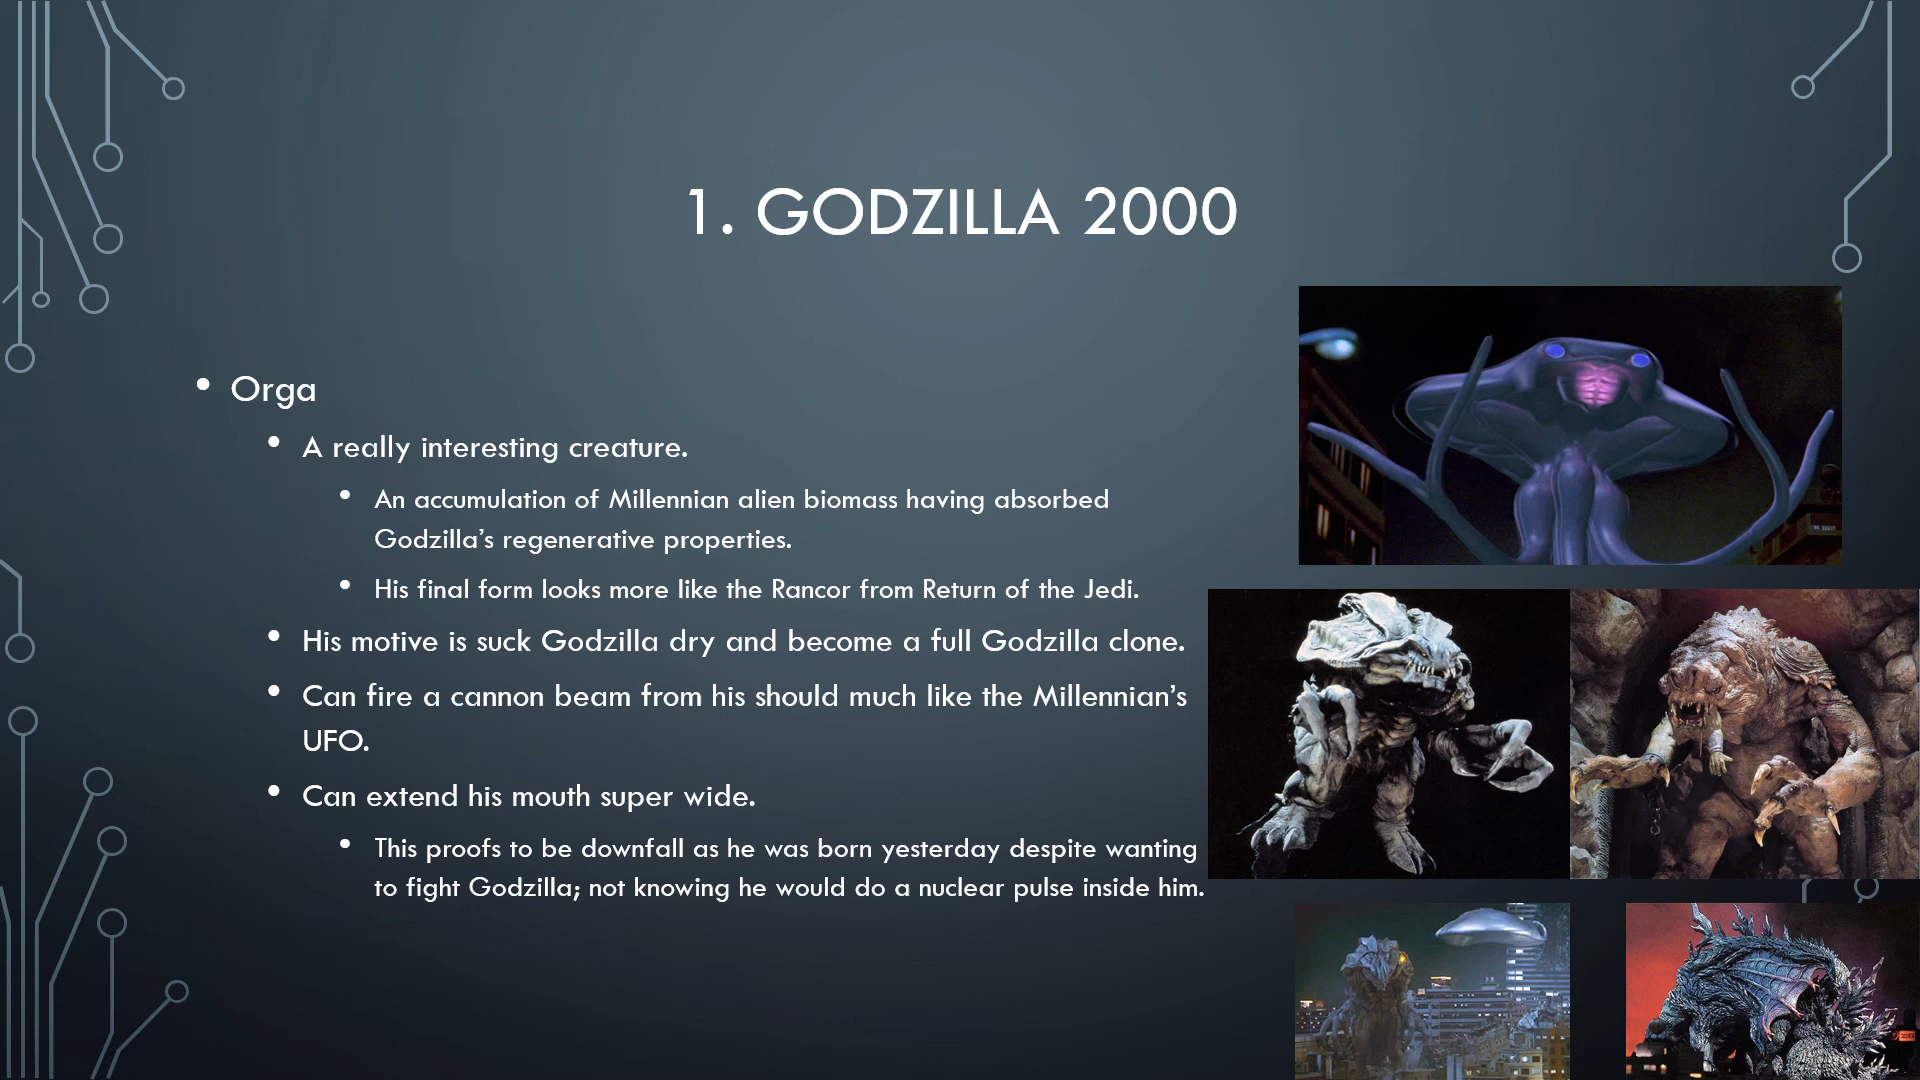 1. GODZILLA 2000
• Orga
• A really interesting creature.
• An accumulation of Millennian alien biomass having absorbed
Godzilla’s regenerative properties.
• His final form looks more like the Rancor from Return of the Jedi.
• His motive is suck Godzilla dry and become a full Godzilla clone.
• Can fire a cannon beam from his should much like the Millennian’s
UFO.
• Can extend his mouth super wide.
• This proofs to be downfall as he was born yesterday despite wanting
to fight Godzilla; not knowing he would do a nuclear pulse inside him.